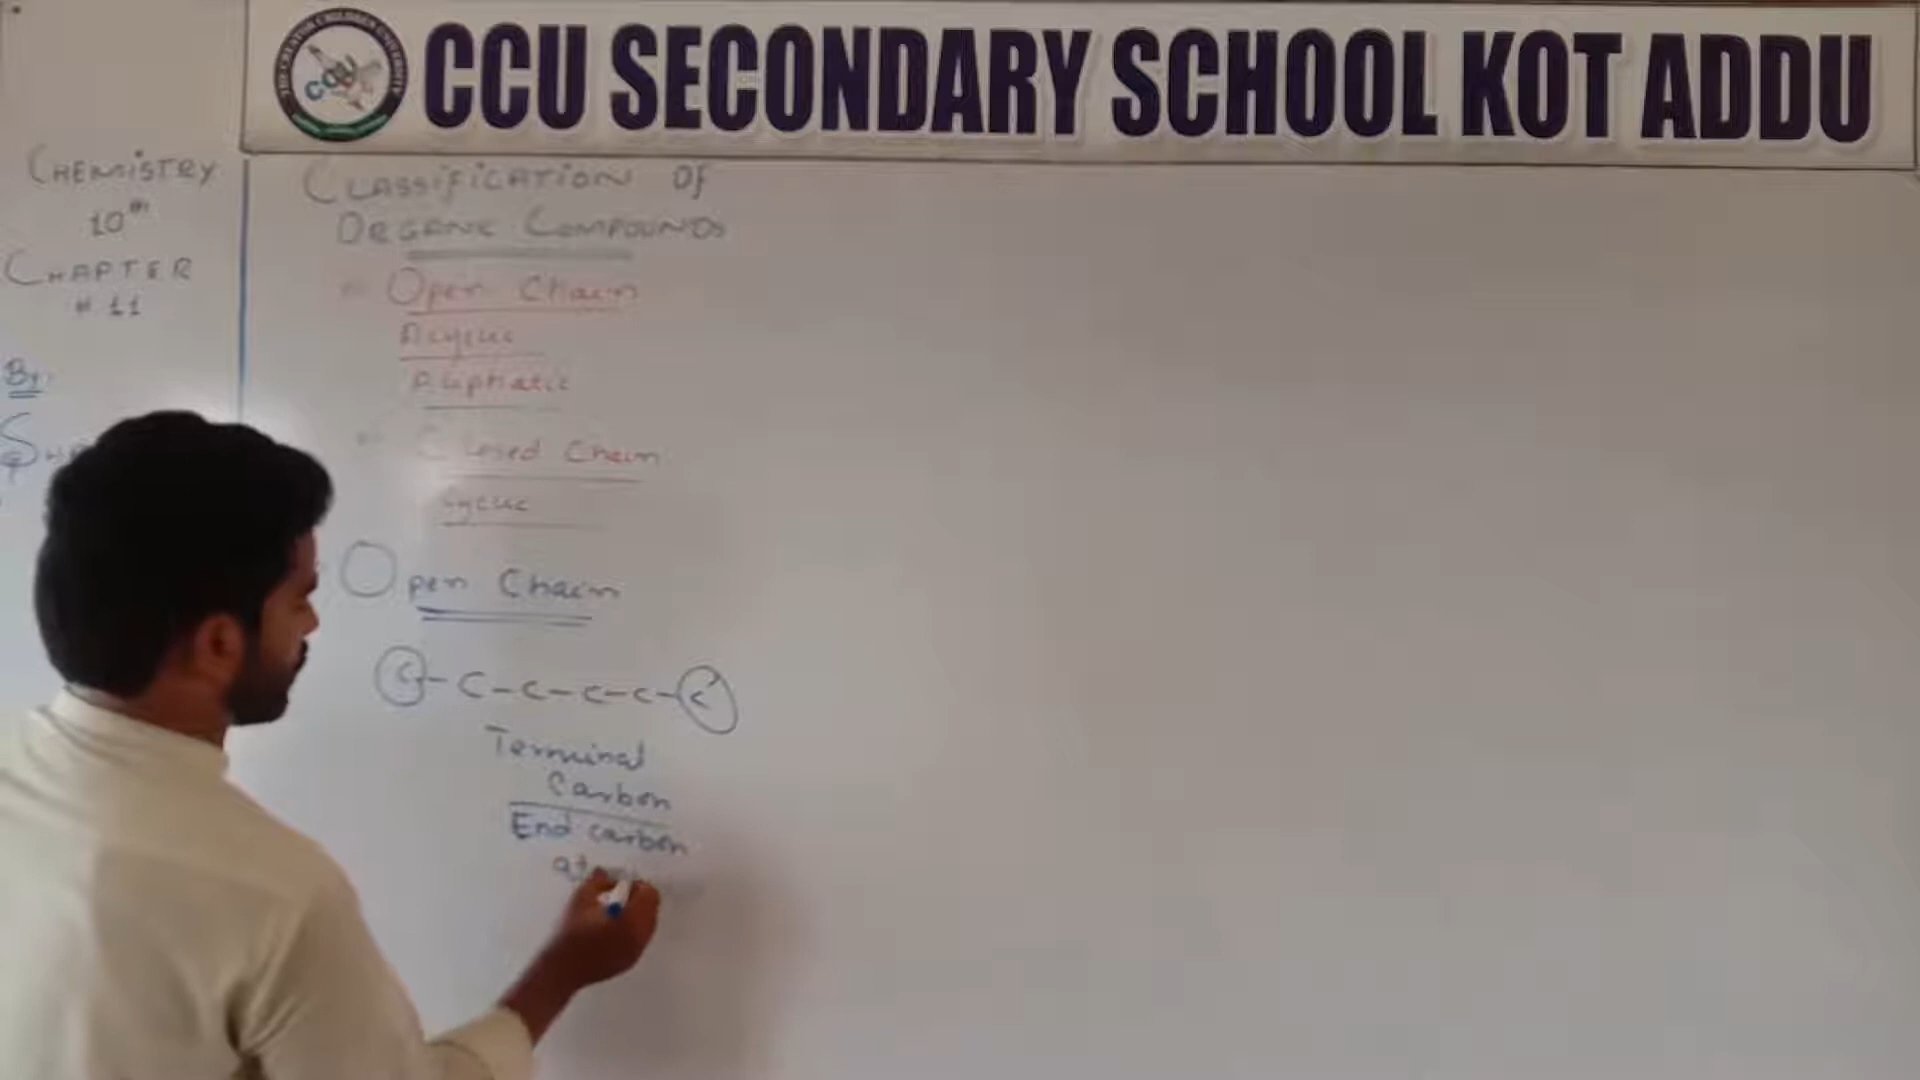 CCU SECONDARY SCHOOL KOT ADDU
CCU
CHEMISTRY
10th
CHAPTER
# 11
By:
CLASSIFICATION OF
ORGANIC COMPOUNDS
Open Chain
Acyclic
Aliphatic
Closed Chain
Cyclic
Open Chain
C-C-C-C-C-C
Terminal
Carbon
End carbon